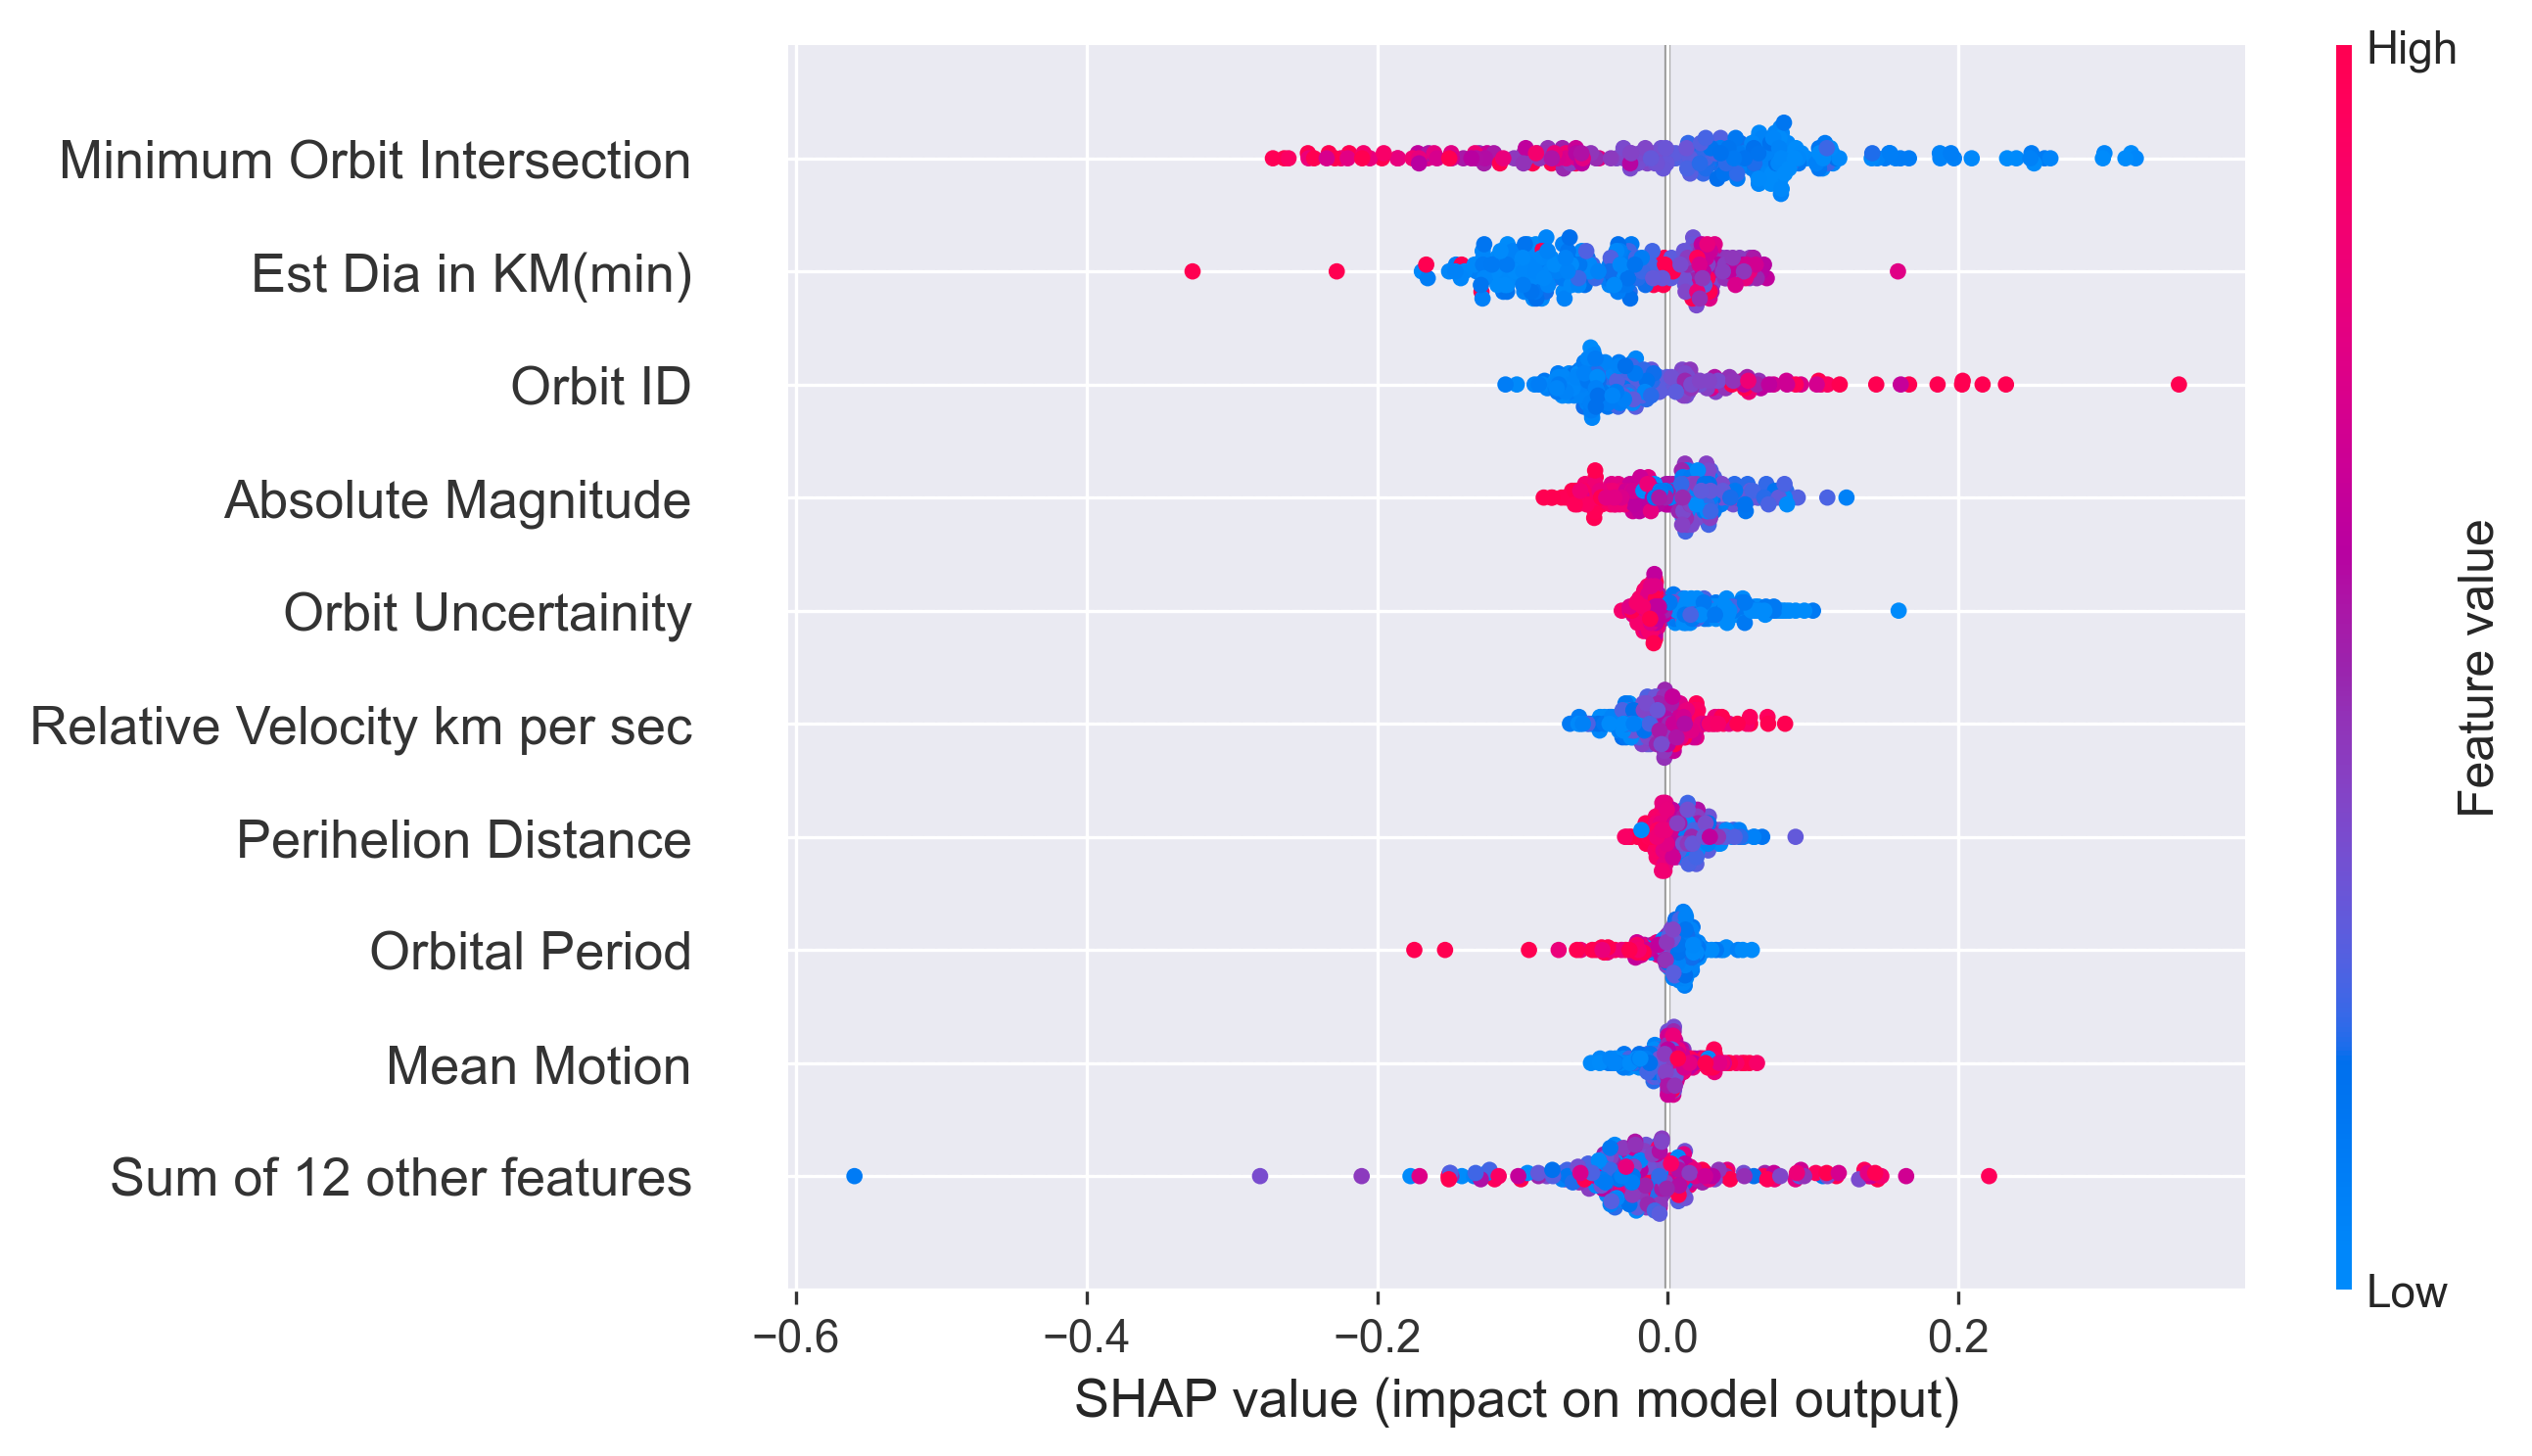 High
Minimum Orbit Intersection
Est Dia in KM(min)
Orbit ID
Absolute Magnitude
Orbit Uncertainity
Relative Velocity km per sec
Perihelion Distance
Orbital Period
Mean Motion
Sum of 12 other features
Feature value
Low
−0.6 −0.4 −0.2 0.0 0.2
SHAP value (impact on model output)